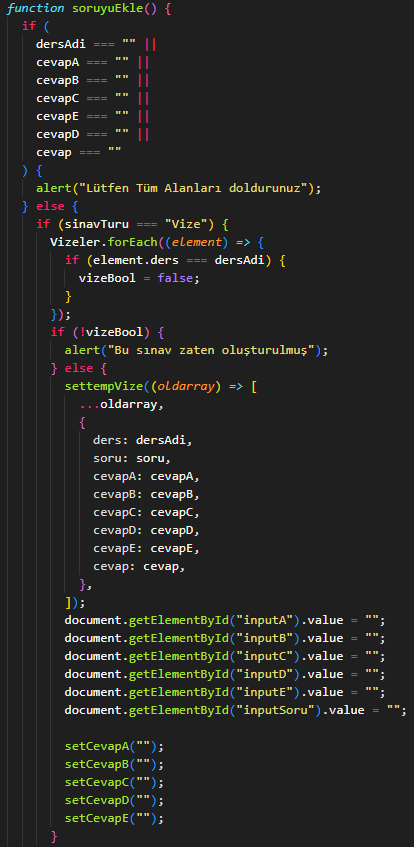 function soruyuEkle() {
  if (
    dersAdi === "" ||
    cevapA === "" ||
    cevapB === "" ||
    cevapC === "" ||
    cevapE === "" ||
    cevapD === "" ||
    cevap === ""
  ) {
    alert("Lütfen Tüm Alanları doldurunuz");
  } else {
    if (sinavTuru === "Vize") {
      Vizeler.forEach((element) => {
        if (element.ders === dersAdi) {
          vizeBool = false;
        }
      });
      if (!vizeBool) {
        alert("Bu sınav zaten oluşturulmuş");
      } else {
        settempVize((oldarray) => [
          ...oldarray,
          {
            ders: dersAdi,
            soru: soru,
            cevapA: cevapA,
            cevapB: cevapB,
            cevapC: cevapC,
            cevapD: cevapD,
            cevapE: cevapE,
            cevap: cevap,
          },
        ]);
        document.getElementById("inputA").value = "";
        document.getElementById("inputB").value = "";
        document.getElementById("inputC").value = "";
        document.getElementById("inputD").value = "";
        document.getElementById("inputE").value = "";
        document.getElementById("inputSoru").value = "";

        setCevapA("");
        setCevapB("");
        setCevapC("");
        setCevapD("");
        setCevapE("");
      }